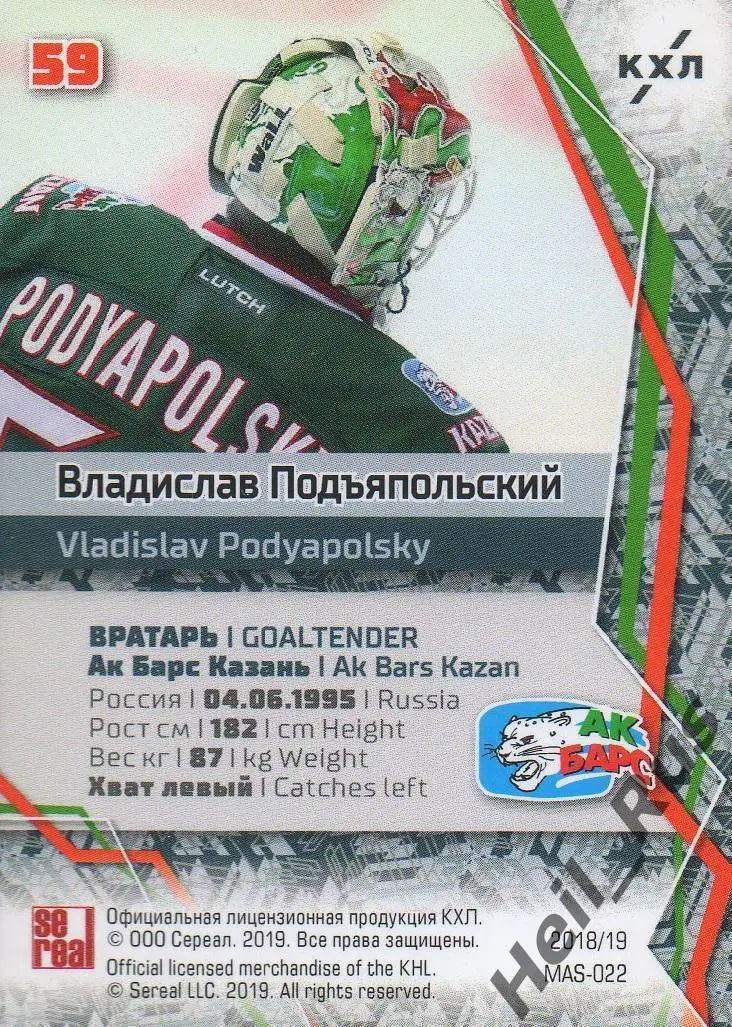 59
КХЛ
Wall
LUTCH
PODYAPOLSK
KAZA
Владислав Подъяпольский
Vladislav Podyapolsky
ВРАТАРЬ | GOALTENDER
Ак Барс Казань | Ak Bars Kazan
Россия | 04.06.1995 | Russia
Рост см | 182 | cm Height
Вес кг | 87 | kg Weight
Хват левый | Catches left
АК
БАРС
se
real
Официальная лицензионная продукция КХЛ.
© ООО Сереал. 2019. Все права защищены.
Official licensed merchandise of the KHL.
© Sereal LLC. 2019. All rights reserved.
2018/19
MAS-022
Heil_Rus